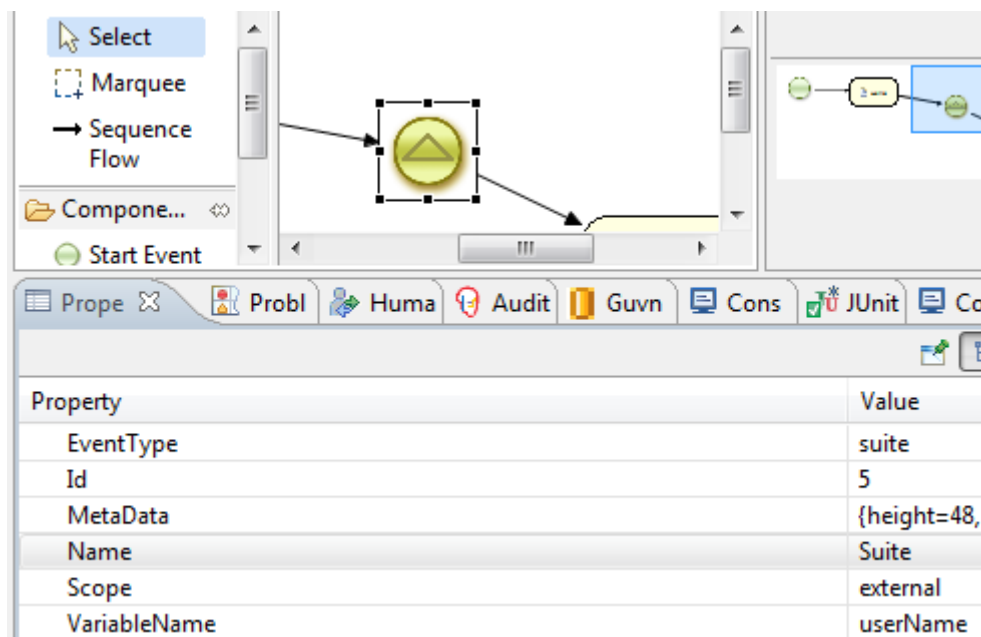 Select
Marquee
Sequence
Flow
Compone...
Start Event
Prope
Probl
Huma
Audit
Guvn
Cons
JUnit
Co
Property Value
EventType suite
Id 5
MetaData {height=48,
Name Suite
Scope external
VariableName userName